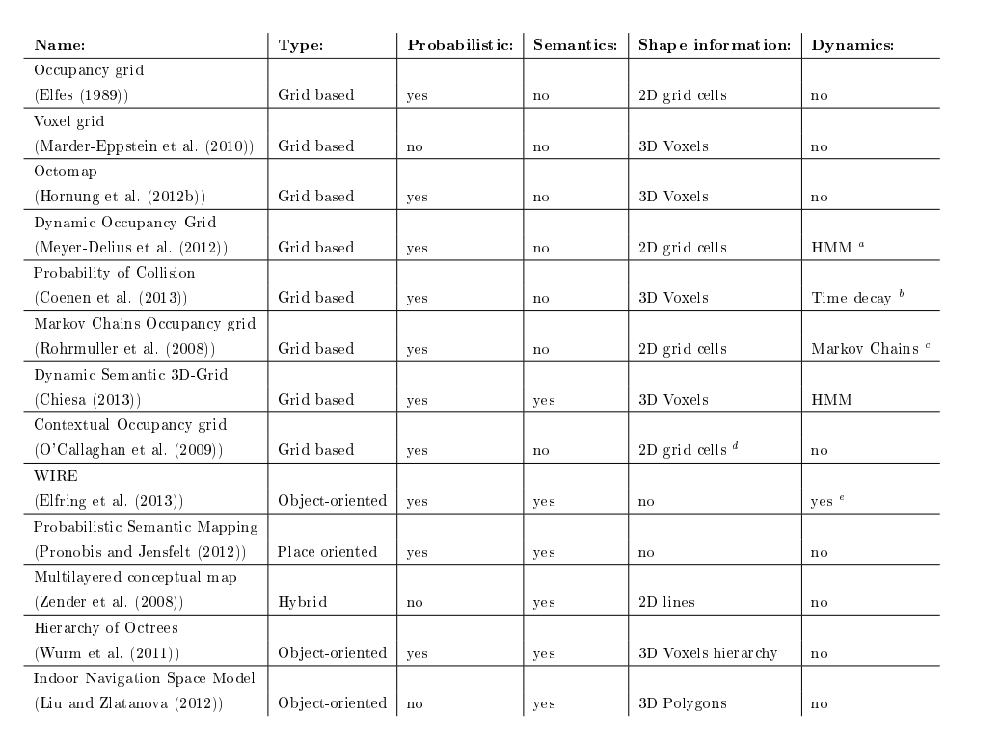 Name: Type: Probabilistic: Semantics: Shape information: Dynamics:
Occupancy grid
(Elfes (1989)) Grid based yes no 2D grid cells no
Voxel grid
(Marder-Eppstein et al. (2010)) Grid based no no 3D Voxels no
Octomap
(Hornung et al. (2012b)) Grid based yes no 3D Voxels no
Dynamic Occupancy Grid
(Meyer-Delius et al. (2012)) Grid based yes no 2D grid cells HMM a
Probability of Collision
(Coenen et al. (2013)) Grid based yes no 3D Voxels Time decay b
Markov Chains Occupancy grid
(Rohrmuller et al. (2008)) Grid based yes no 2D grid cells Markov Chains c
Dynamic Semantic 3D-Grid
(Chiesa (2013)) Grid based yes yes 3D Voxels HMM
Contextual Occupancy grid
(O'Callaghan et al. (2009)) Grid based yes no 2D grid cells d no
WIRE
(Elfring et al. (2013)) Object-oriented yes yes no yes e
Probabilistic Semantic Mapping
(Pronobis and Jensfelt (2012)) Place oriented yes yes no no
Multilayered conceptual map
(Zender et al. (2008)) Hybrid no yes 2D lines no
Hierarchy of Octrees
(Wurm et al. (2011)) Object-oriented yes yes 3D Voxels hierarchy no
Indoor Navigation Space Model
(Liu and Zlatanova (2012)) Object-oriented no yes 3D Polygons no